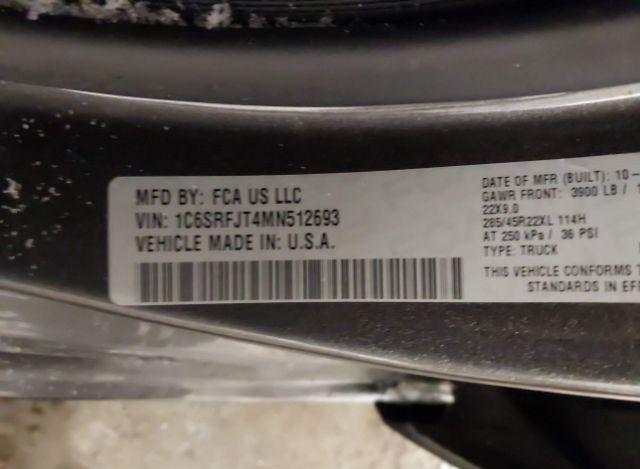 MFD BY: FCA US LLC
VIN: 1C6SRFJT4MN512693
VEHICLE MADE IN: U.S.A.
DATE OF MFR (BUILT): 10-
GAWR FRONT: 3900 LB /
22X9.0
285/45R22XL 114H
AT 250 kPa / 36 PSI
TYPE: TRUCK
THIS VEHICLE CONFORMS T
STANDARDS IN EFF